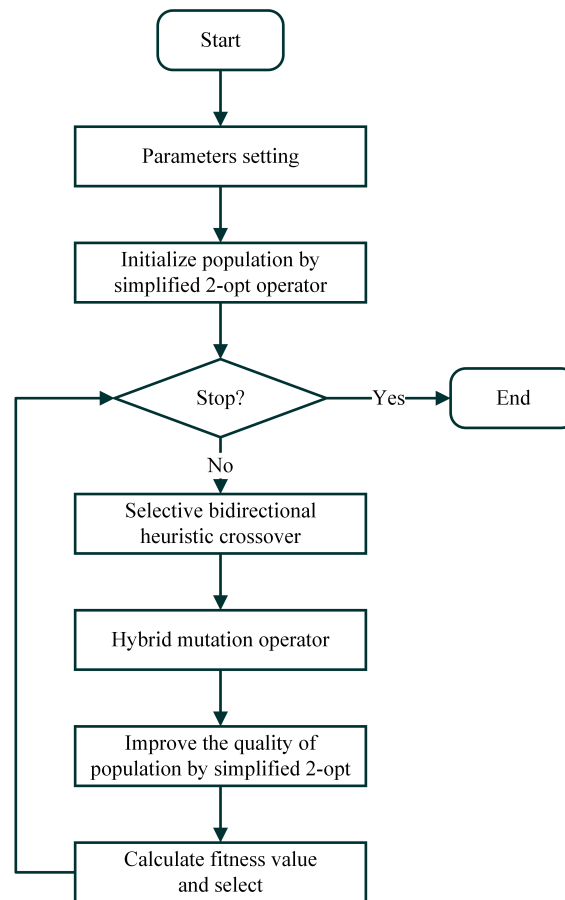 Start
Parameters setting
Initialize population by
simplified 2-opt operator
Stop?
Yes
End
No
Selective bidirectional
heuristic crossover
Hybrid mutation operator
Improve the quality of
population by simplified 2-opt
Calculate fitness value
and select